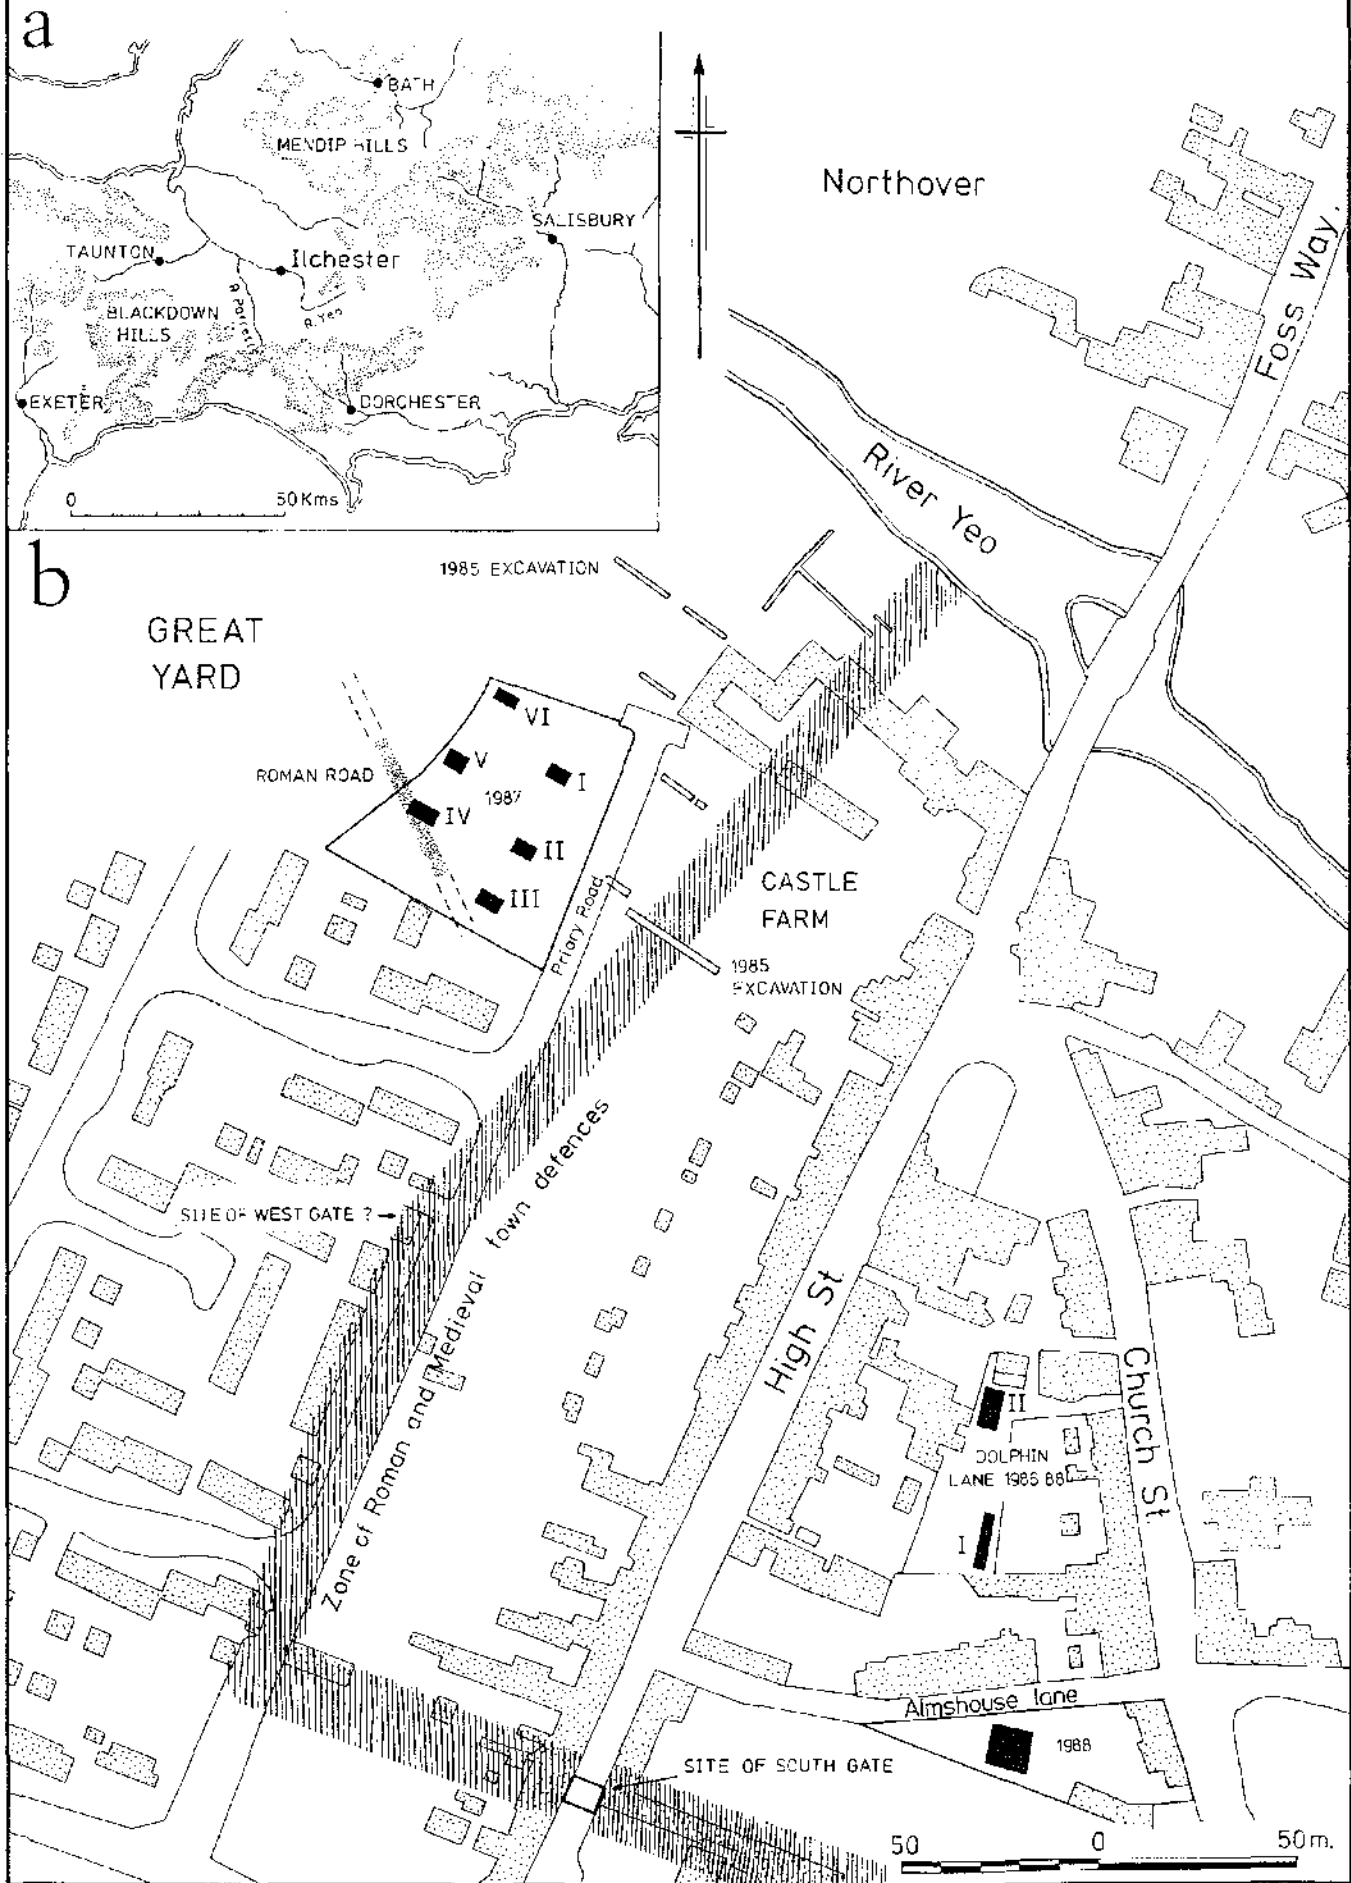 a
BATH
MENDIP HILLS
SALISBURY
TAUNTON
Ilchester
R. Parrett
R. Yeo
BLACKDOWN
HILLS
EXETER
DORCHESTER
0 50 Kms
Northover
Foss Way.
River Yeo
b
1985 EXCAVATION
GREAT
YARD
VI
V
I
ROMAN ROAD
1987
IV
II
III
Priory Road
CASTLE
FARM
1985
EXCAVATION
SITE OF WEST GATE ?
Zone of Roman and Medieval town defences
High St
Church St
II
DOLPHIN
LANE 1986 88
I
Almshouse lane
1988
SITE OF SOUTH GATE
50 0 50m.